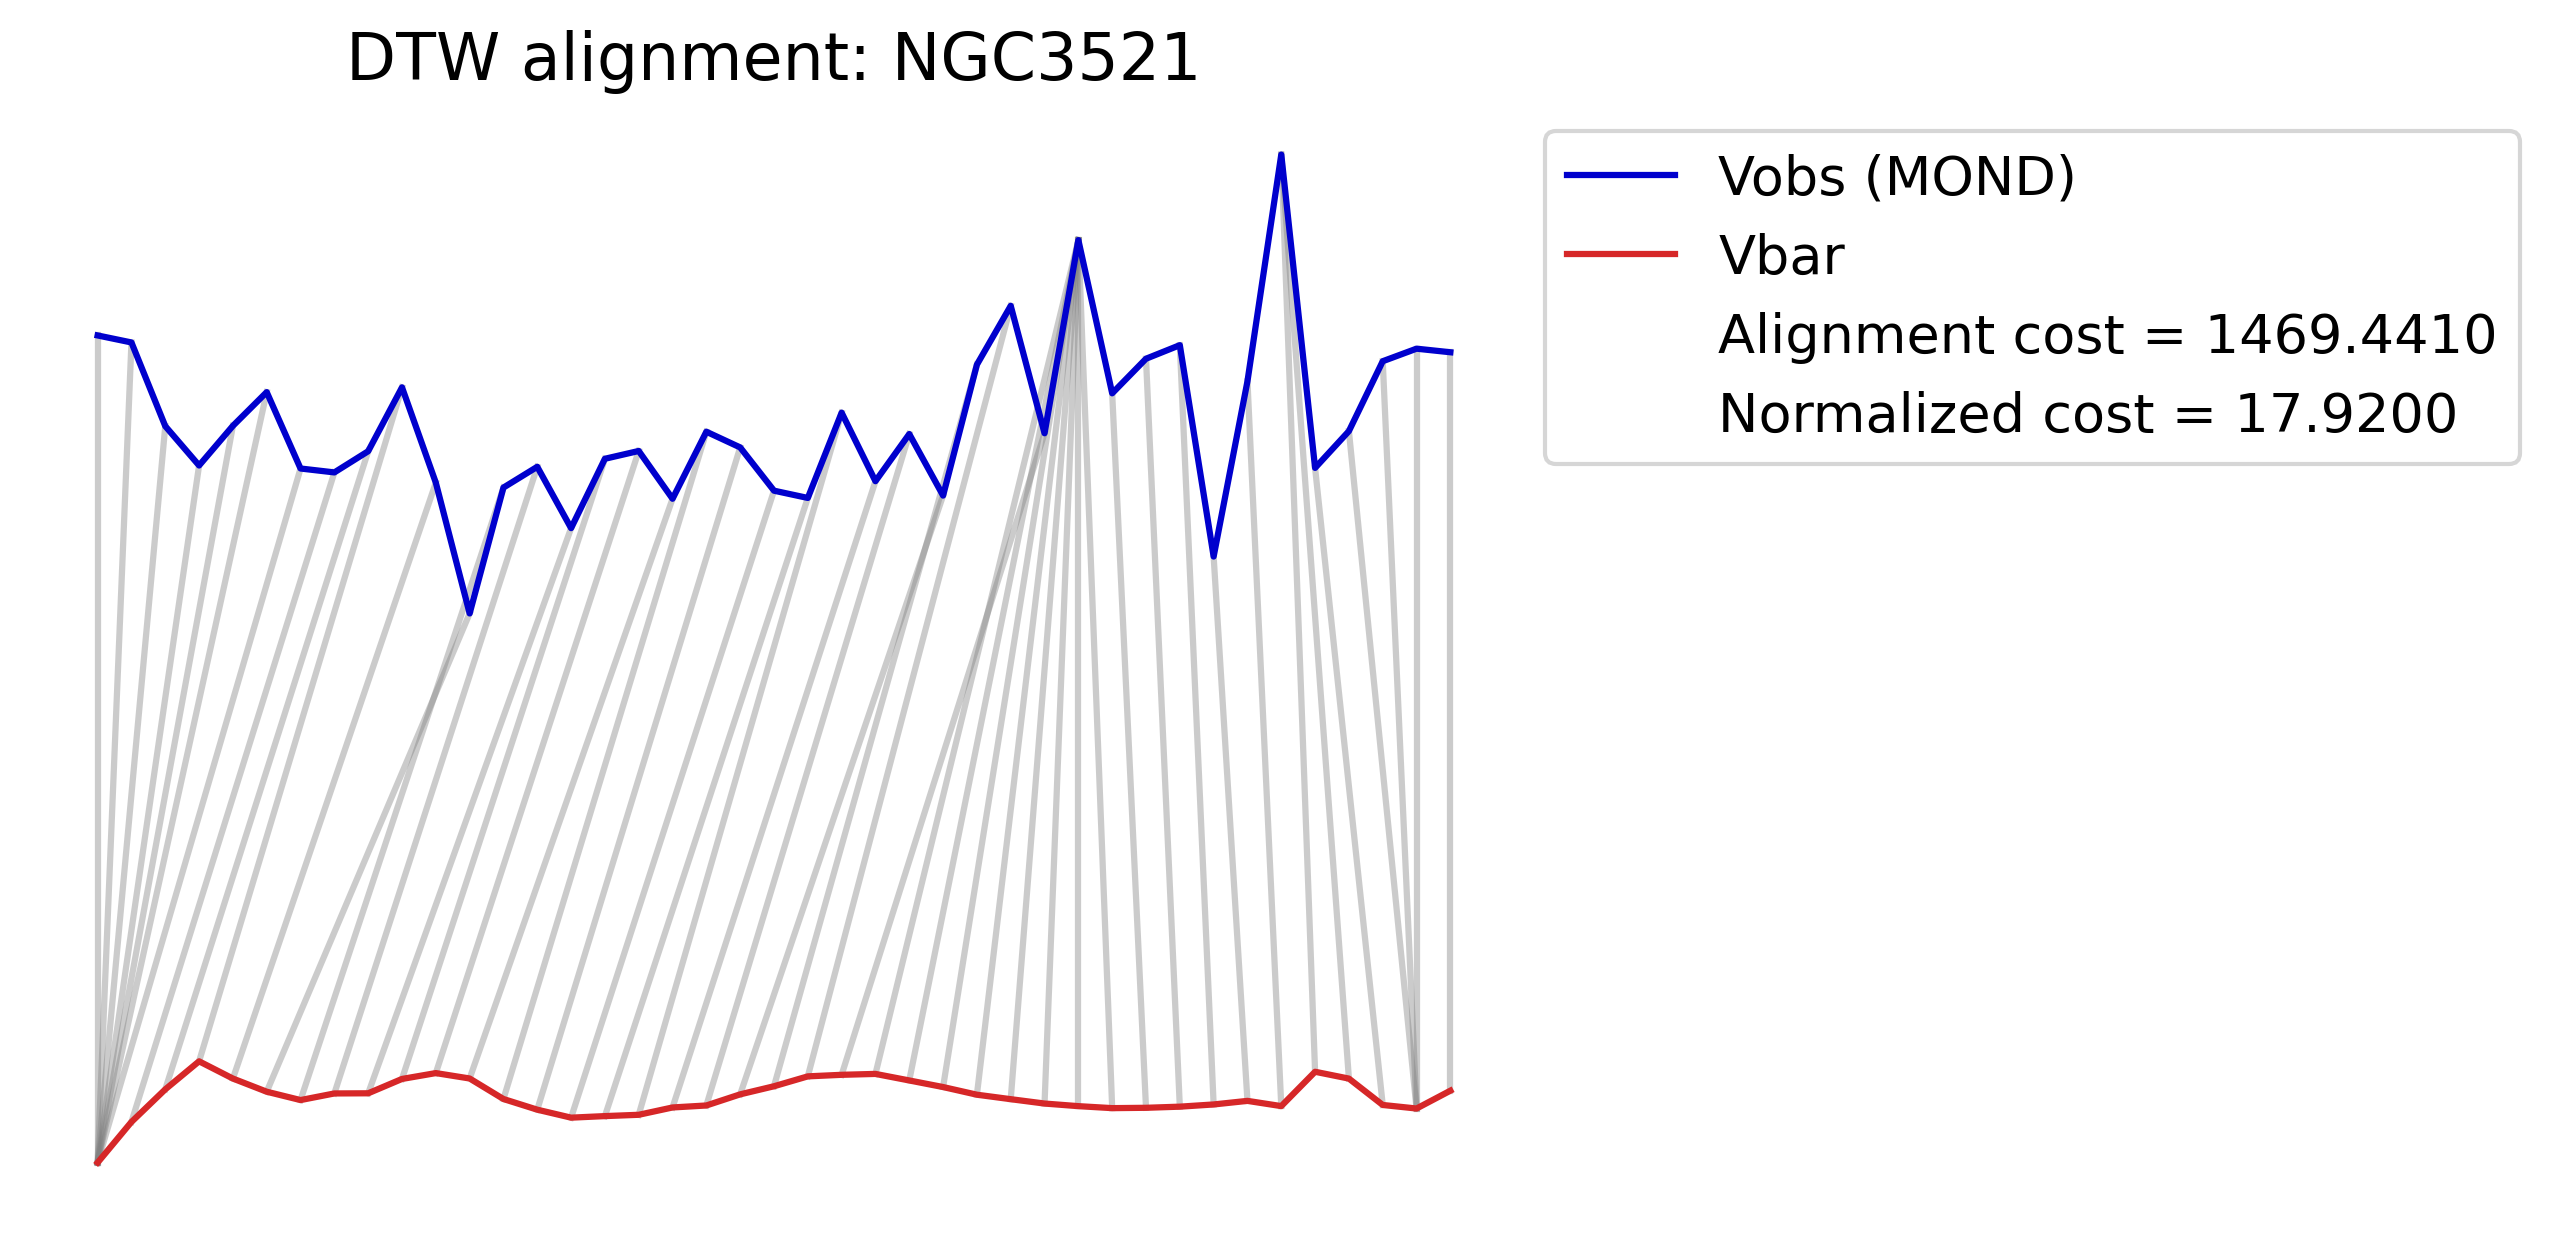 DTW alignment: NGC3521
Vobs (MOND)
Vbar
Alignment cost = 1469.4410
Normalized cost = 17.9200